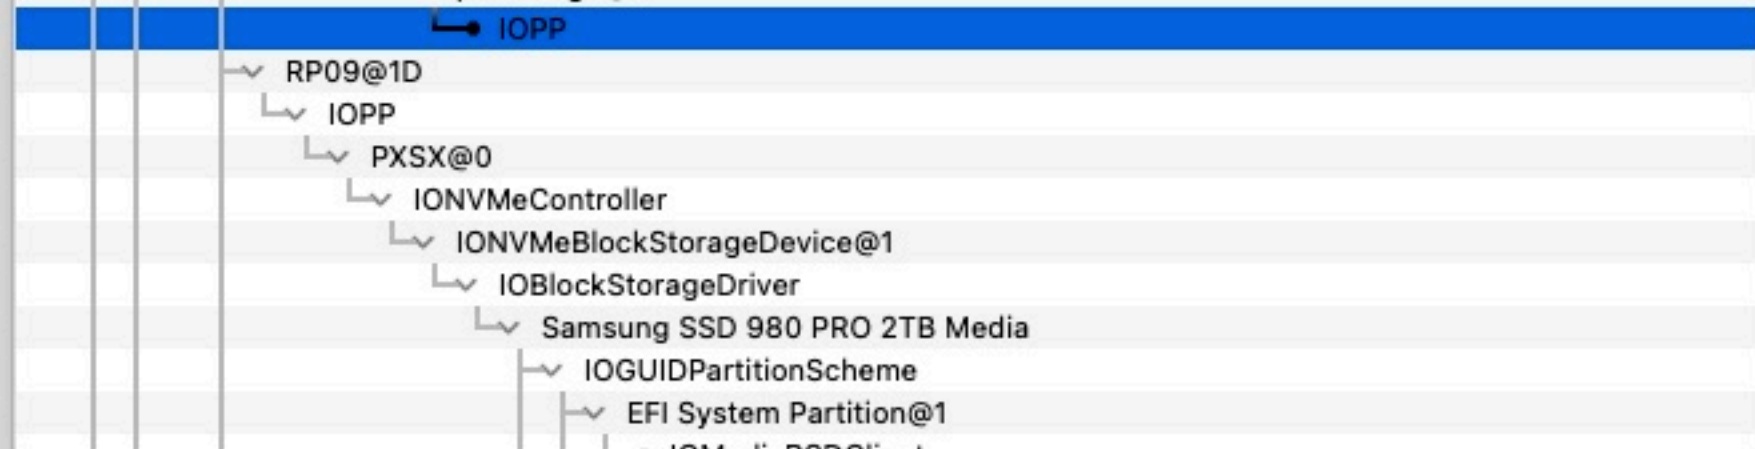 IOPP
RP09@1D
IOPP
PXSX@0
IONVMeController
IONVMeBlockStorageDevice@1
IOBlockStorageDriver
Samsung SSD 980 PRO 2TB Media
IOGUIDPartitionScheme
EFI System Partition@1